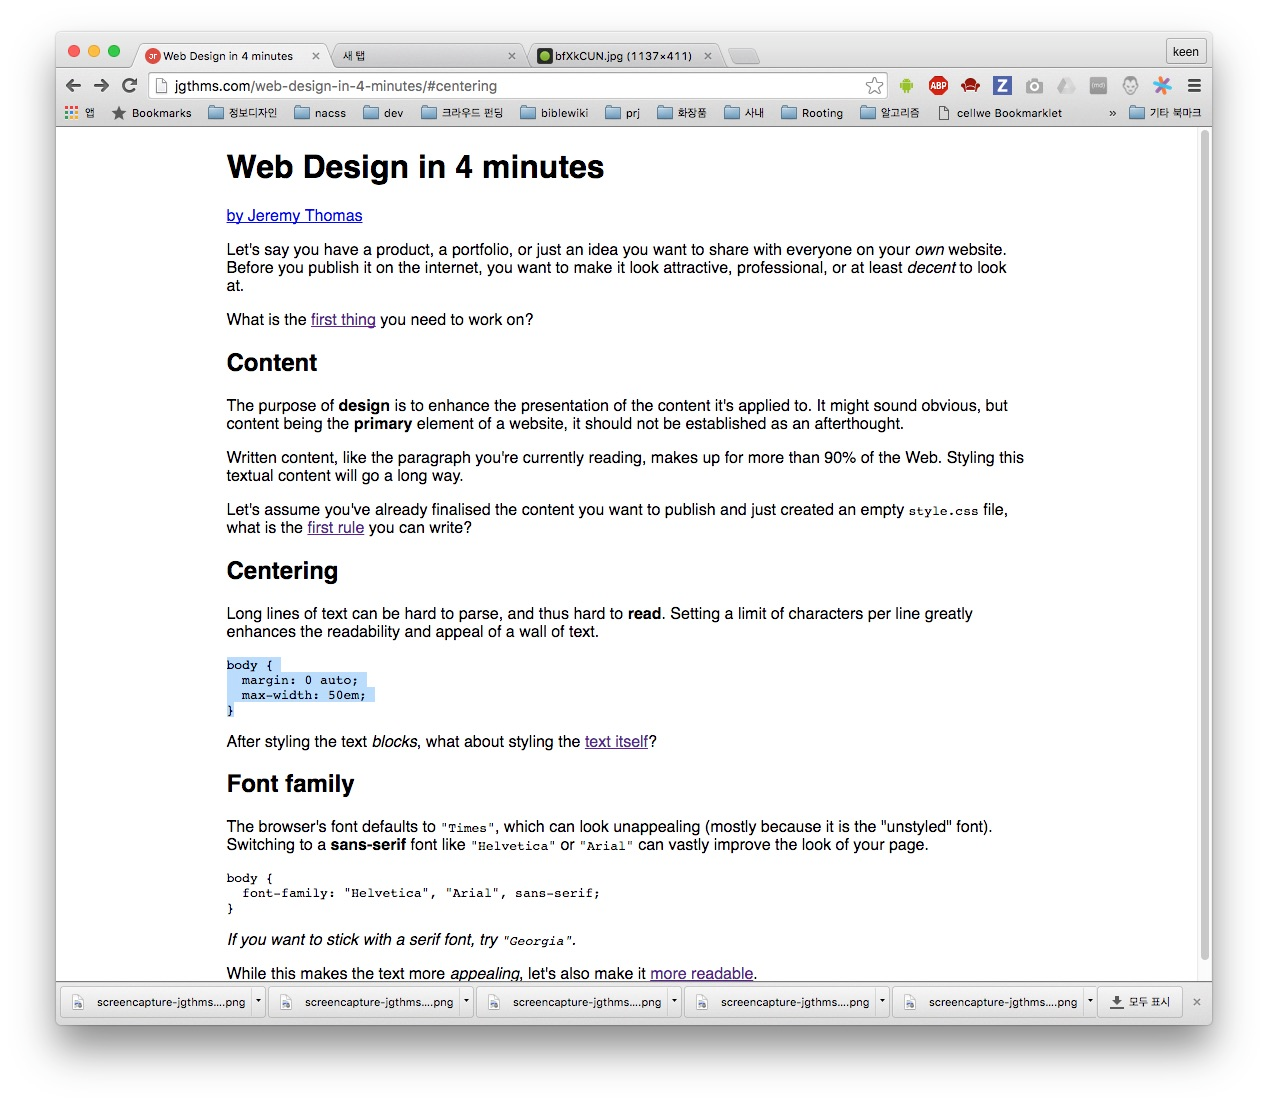 Web Design in 4 minutes
새 탭
bfXkCUN.jpg (1137×411)
keen
jgthms.com/web-design-in-4-minutes/#centering
ABP
Z
앱
Bookmarks
정보디자인
nacss
dev
크라우드 펀딩
biblewiki
prj
화장품
사내
Rooting
알고리즘
cellwe Bookmarklet
»
기타 북마크
Web Design in 4 minutes
by Jeremy Thomas
Let's say you have a product, a portfolio, or just an idea you want to share with everyone on your own website.
Before you publish it on the internet, you want to make it look attractive, professional, or at least decent to look
at.
What is the first thing you need to work on?
Content
The purpose of design is to enhance the presentation of the content it's applied to. It might sound obvious, but
content being the primary element of a website, it should not be established as an afterthought.
Written content, like the paragraph you're currently reading, makes up for more than 90% of the Web. Styling this
textual content will go a long way.
Let's assume you've already finalised the content you want to publish and just created an empty style.css file,
what is the first rule you can write?
Centering
Long lines of text can be hard to parse, and thus hard to read. Setting a limit of characters per line greatly
enhances the readability and appeal of a wall of text.
body {
  margin: 0 auto;
  max-width: 50em;
}
After styling the text blocks, what about styling the text itself?
Font family
The browser's font defaults to "Times", which can look unappealing (mostly because it is the "unstyled" font).
Switching to a sans-serif font like "Helvetica" or "Arial" can vastly improve the look of your page.
body {
  font-family: "Helvetica", "Arial", sans-serif;
}
If you want to stick with a serif font, try "Georgia".
While this makes the text more appealing, let's also make it more readable.
screencapture-jgthms....png
screencapture-jgthms....png
screencapture-jgthms....png
screencapture-jgthms....png
screencapture-jgthms....png
모두 표시